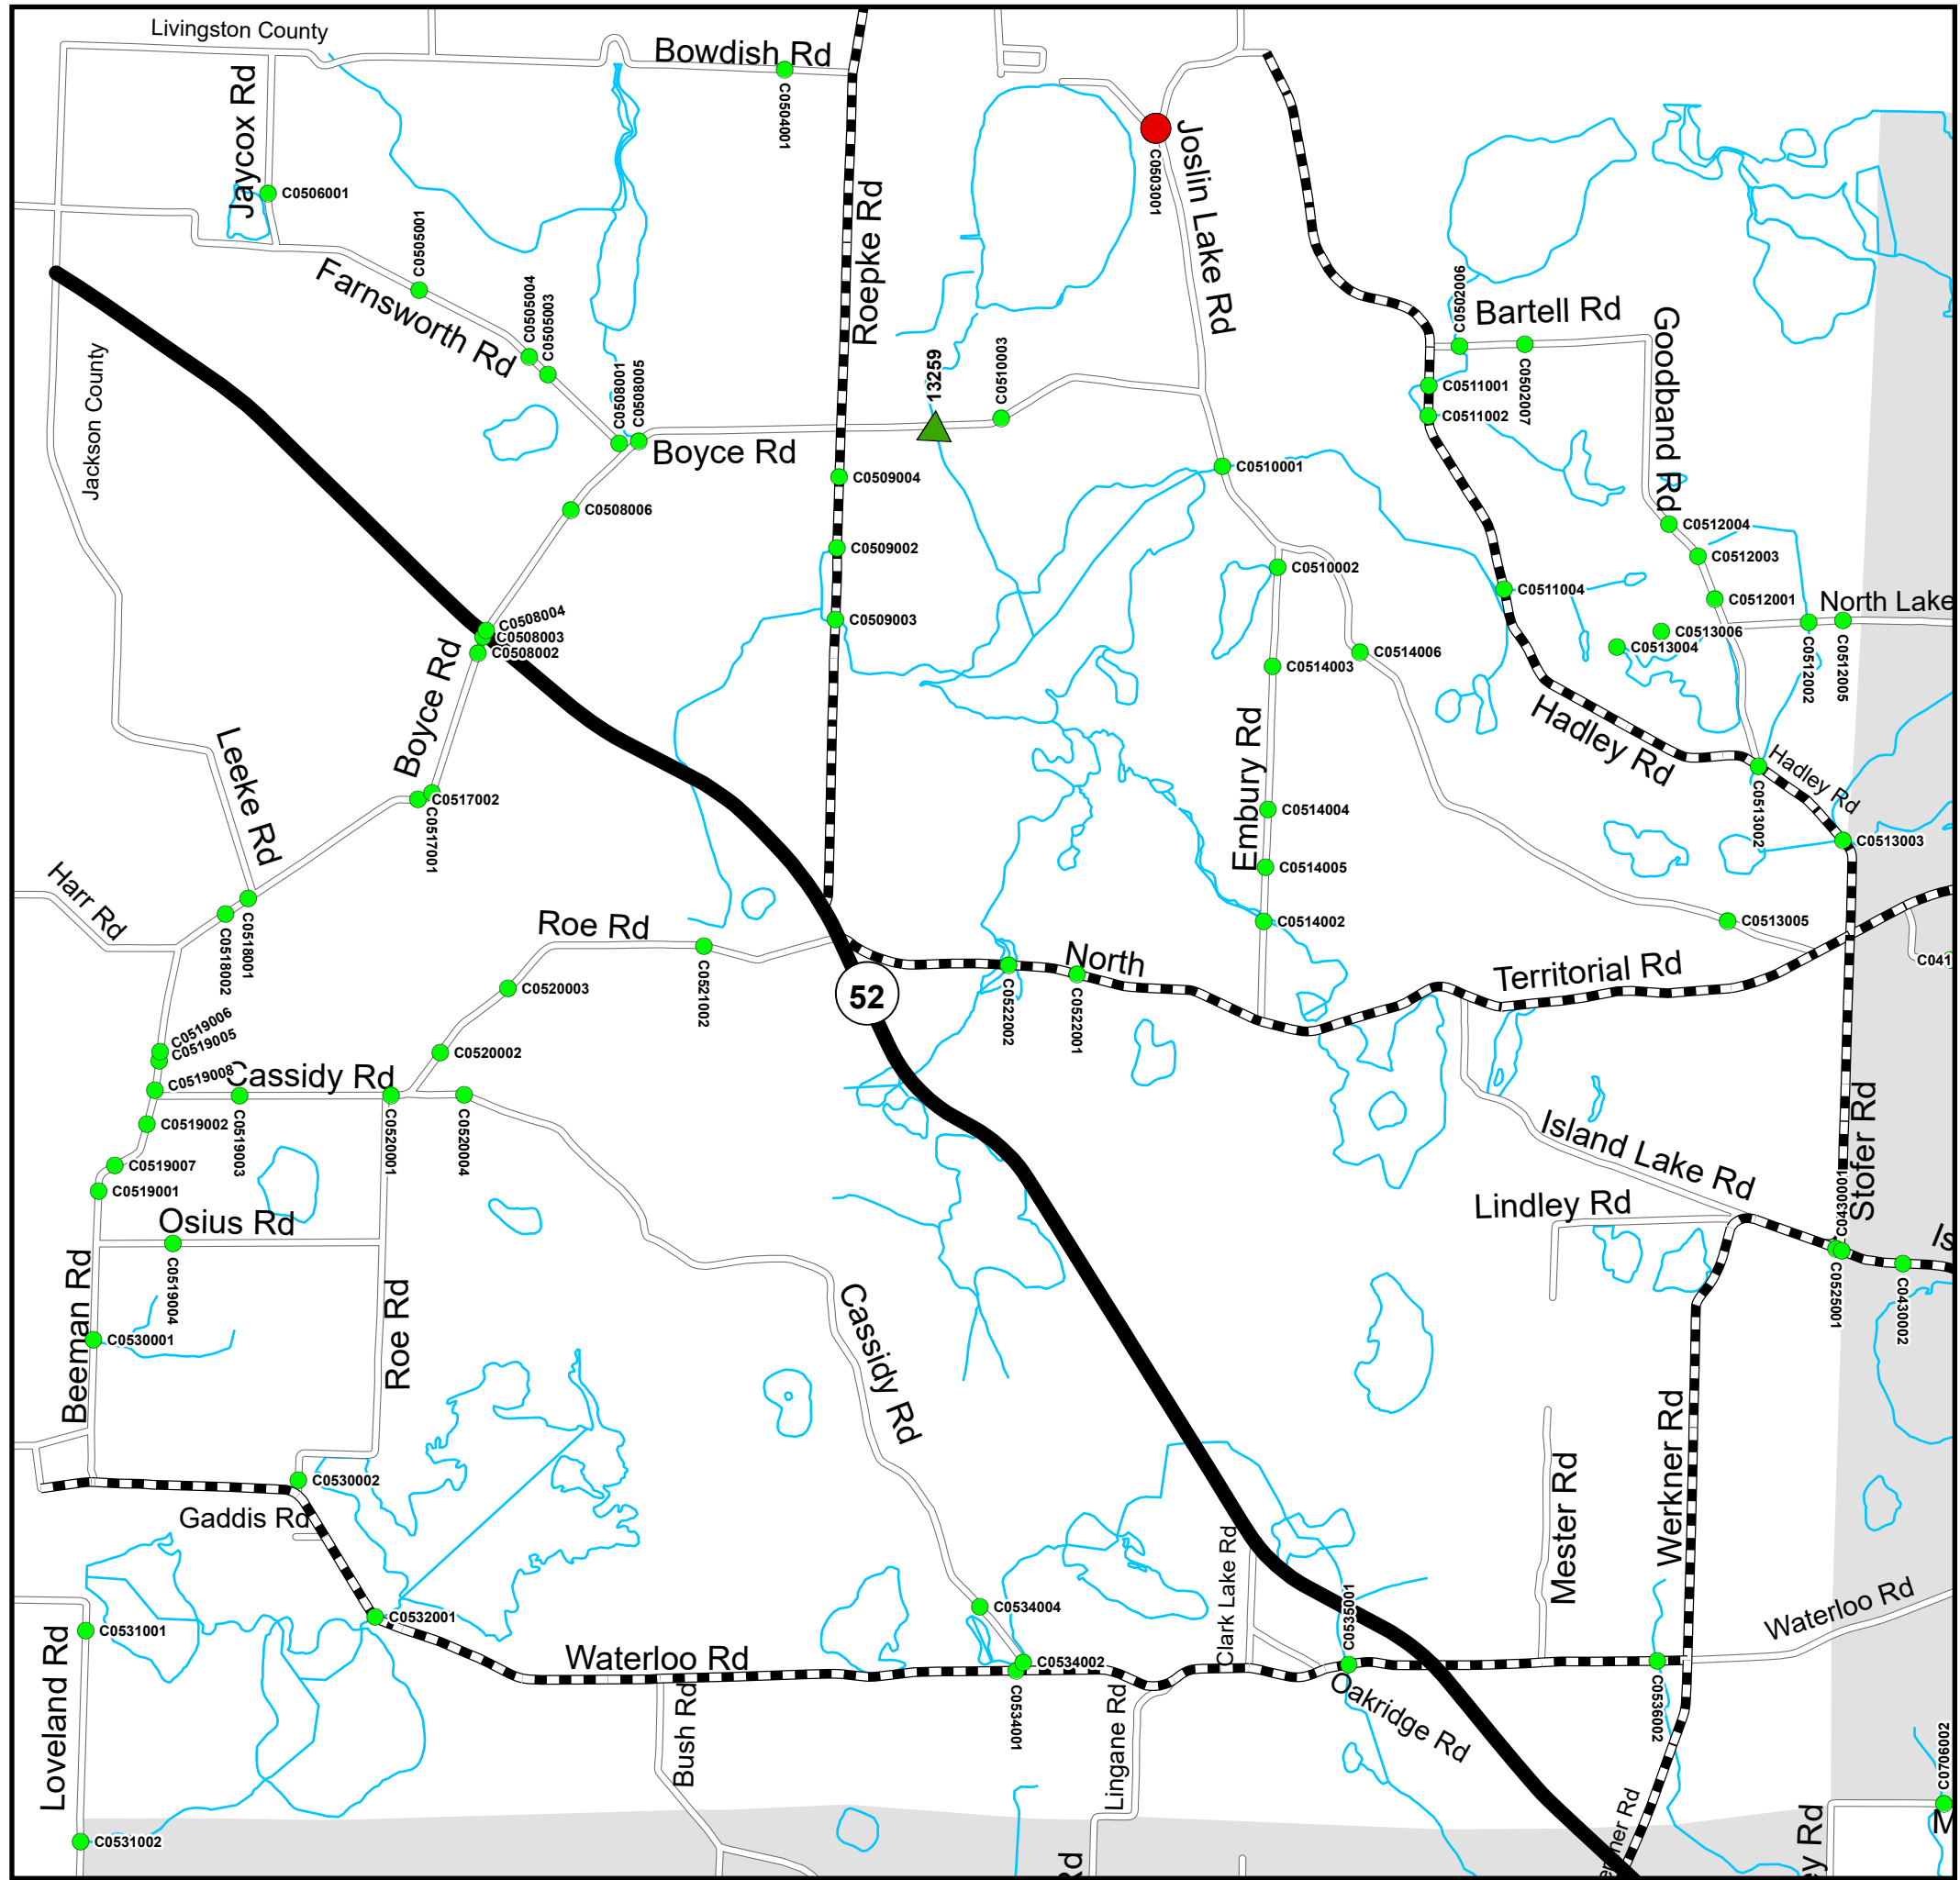 Livingston County
Bowdish Rd
Jaycox Rd
C0504001
Joslin Lake Rd
C0503001
C0506001
Roepke Rd
C0505001
Farnsworth Rd
C0505004
C0505003
C0502006
Bartell Rd
Goodband Rd
C0502007
Jackson County
C0508001
C0508005
13259
C0510003
C0511001
C0511002
Boyce Rd
C0509004
C0510001
C0508006
C0512004
C0509002
C0512003
C0510002
C0511004
C0512001
North Lake
C0508004
C0508003
C0508002
C0509003
C0513006
C0513004
C0514006
C0514003
C0512002
C0512005
Boyce Rd
Leeke Rd
Embury Rd
Hadley Rd
Hadley Rd
C0517002
C0517001
C0514004
C0513002
C0513003
Harr Rd
C0514005
C0518001
C0518002
Roe Rd
C0514002
C0513005
C0521002
North
Territorial Rd
C041
C0520003
52
C0522002
C0522001
C0519006
C0519005
C0520002
C0519008
Cassidy Rd
C0519002
C0519003
C0520001
C0520004
Island Lake Rd
Stofer Rd
C0519007
C0519001
Lindley Rd
C0430001
Osius Rd
Is
C0519004
C0525001
C0430002
Beeman Rd
C0530001
Roe Rd
Cassidy Rd
Werkner Rd
Mester Rd
C0530002
Gaddis Rd
Clark Lake Rd
C0535001
C0534004
C0532001
C0531001
Waterloo Rd
Loveland Rd
Waterloo Rd
C0534002
C0534001
Bush Rd
Lingane Rd
Oakridge Rd
C0536002
C0706002
C0531002
Rd
erkner Rd
ey Rd
M